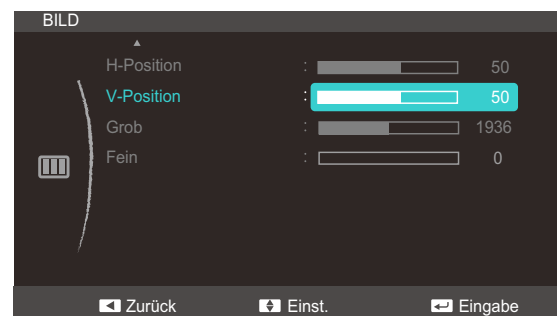 BILD
H-Position : 50
V-Position : 50
Grob : 1936
Fein : 0
Zurück Einst. Eingabe